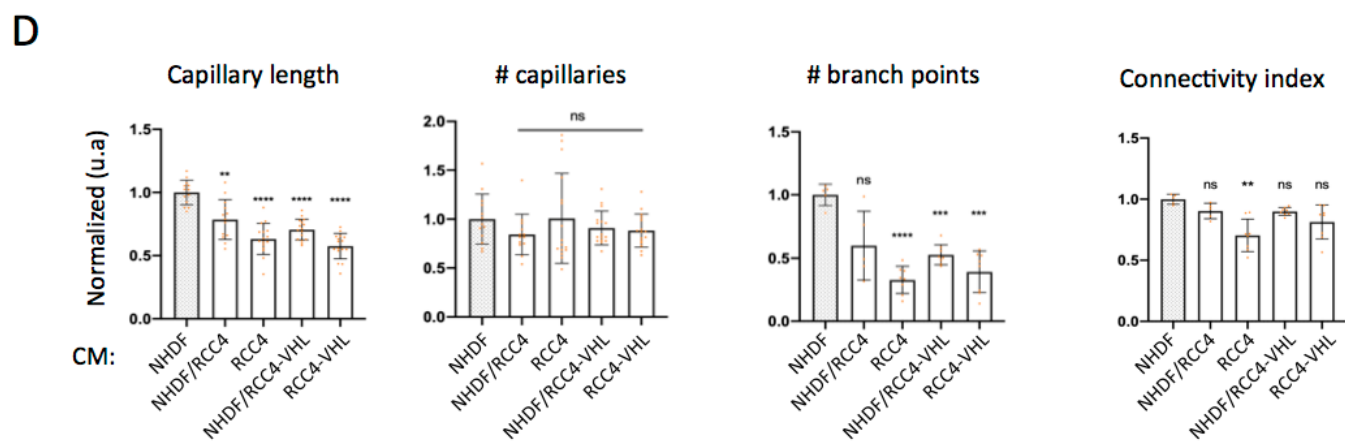 D
Capillary length
# capillaries
# branch points
Connectivity index
Normalized (u.a)
1.5
1.0
0.5
0.0
**
****
****
****
2.0
1.5
1.0
0.5
0.0
ns
1.5
1.0
0.5
0.0
ns
****
***
***
1.5
1.0
0.5
0.0
ns
**
ns
ns
CM:
NHDF
NHDF/RCC4
RCC4
NHDF/RCC4-VHL
RCC4-VHL
NHDF
NHDF/RCC4
RCC4
NHDF/RCC4-VHL
RCC4-VHL
NHDF
NHDF/RCC4
RCC4
NHDF/RCC4-VHL
RCC4-VHL
NHDF
NHDF/RCC4
RCC4
NHDF/RCC4-VHL
RCC4-VHL